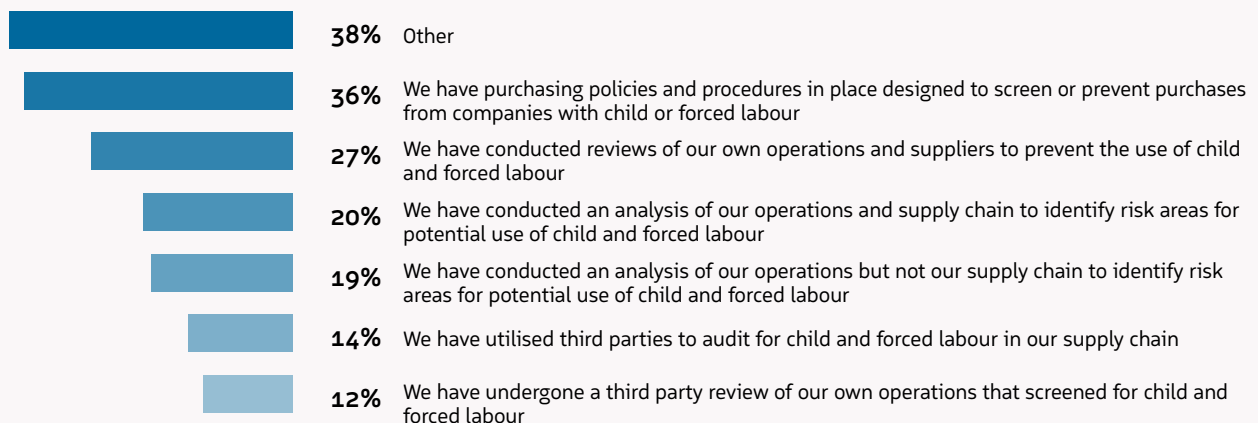 38% Other
36% We have purchasing policies and procedures in place designed to screen or prevent purchases
from companies with child or forced labour
27% We have conducted reviews of our own operations and suppliers to prevent the use of child
and forced labour
20% We have conducted an analysis of our operations and supply chain to identify risk areas for
potential use of child and forced labour
19% We have conducted an analysis of our operations but not our supply chain to identify risk
areas for potential use of child and forced labour
14% We have utilised third parties to audit for child and forced labour in our supply chain
12% We have undergone a third party review of our own operations that screened for child and
forced labour